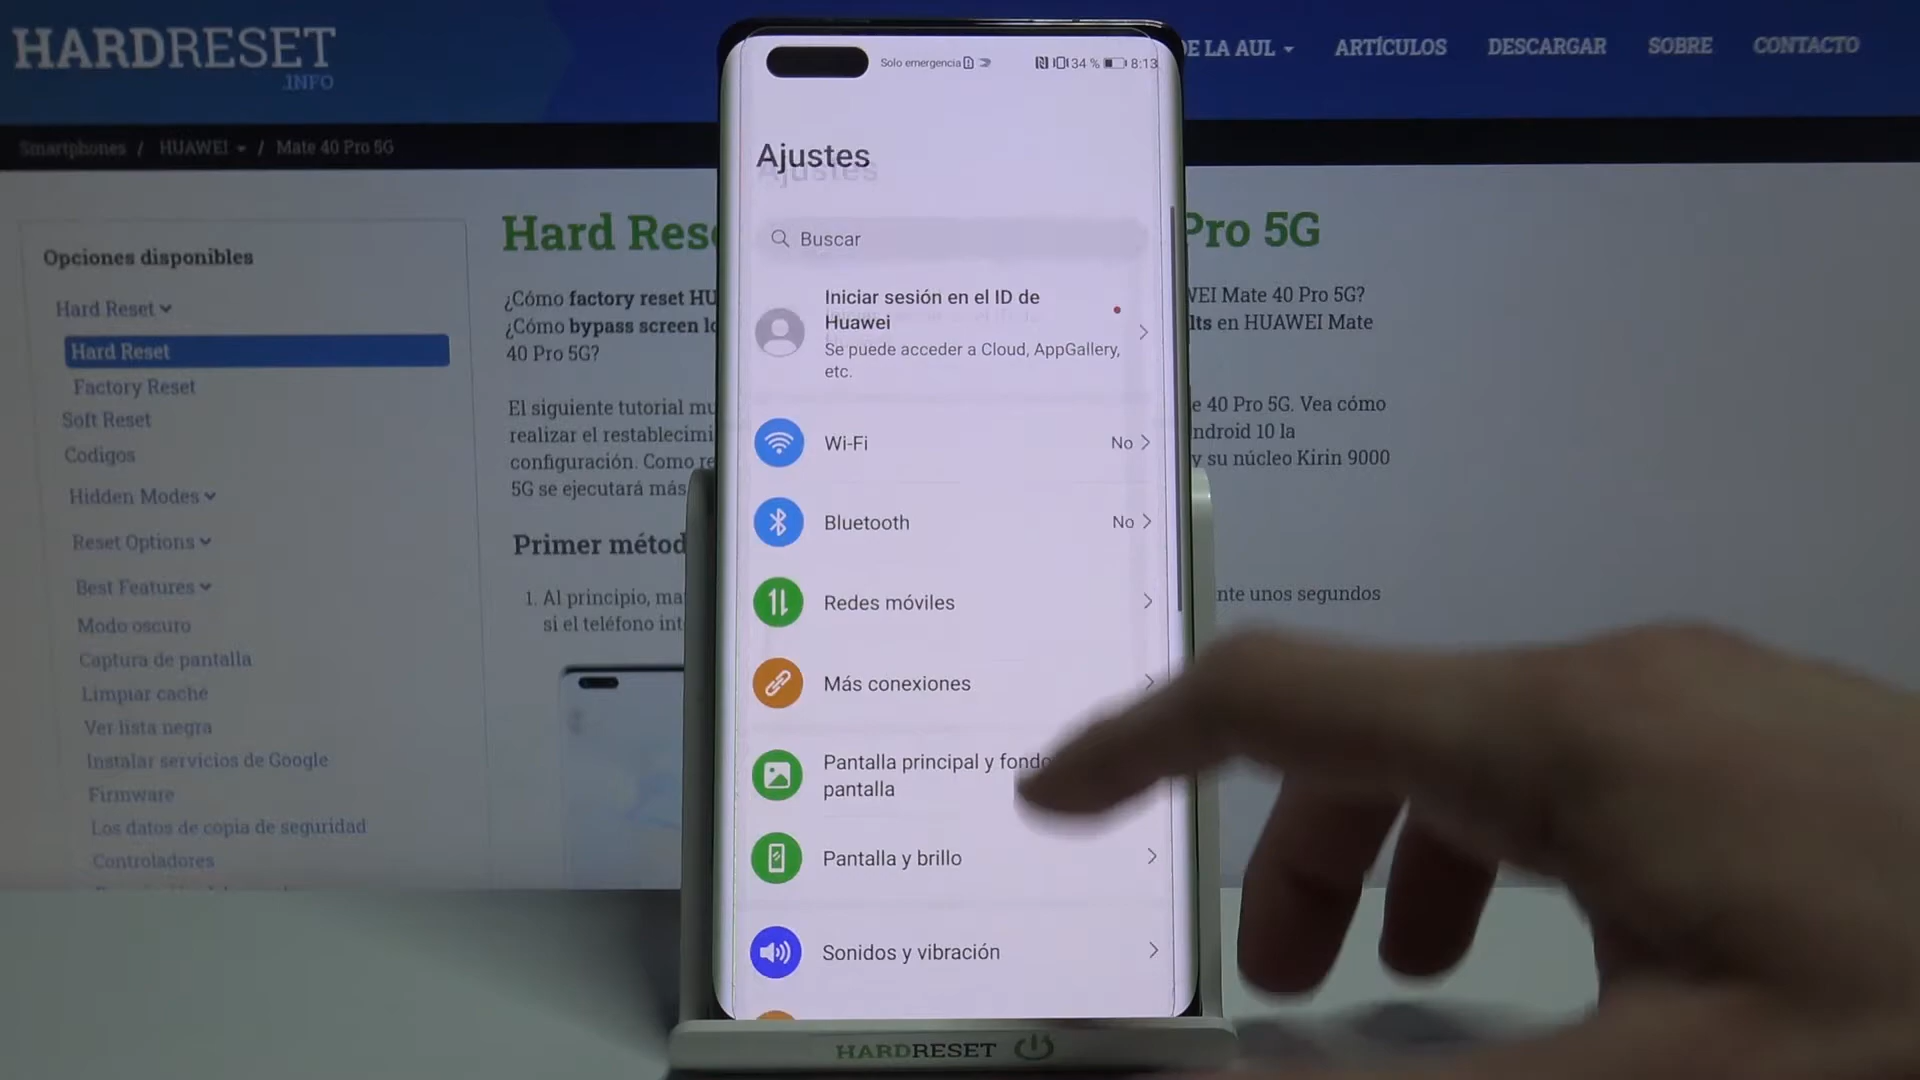 HARDRESET
.INFO
DE LA AUL
ARTÍCULOS
DESCARGAR
SOBRE
CONTACTO
Smartphones / HUAWEI / Mate 40 Pro 5G
Opciones disponibles
Hard Reset
Hard Reset
Factory Reset
Soft Reset
Codigos
Hidden Modes
Reset Options
Best Features
Modo oscuro
Captura de pantalla
Limpiar caché
Ver lista negra
Instalar servicios de Google
Firmware
Los datos de copia de seguridad
Controladores
Hard Res
Pro 5G
¿Cómo factory reset HU
WEI Mate 40 Pro 5G?
¿Cómo bypass screen lo
lts en HUAWEI Mate
40 Pro 5G?
El siguiente tutorial mu
e 40 Pro 5G. Vea cómo
realizar el restablecimi
ndroid 10 la
configuración. Como re
y su núcleo Kirin 9000
5G se ejecutará más
Primer métod
1. Al principio, ma
nte unos segundos
si el teléfono int
Solo emergencia
34 %
8:13
Ajustes
Buscar
Iniciar sesión en el ID de
Huawei
Se puede acceder a Cloud, AppGallery,
etc.
Wi-Fi
No
Bluetooth
No
Redes móviles
Más conexiones
Pantalla principal y fondo
pantalla
Pantalla y brillo
Sonidos y vibración
HARDRESET